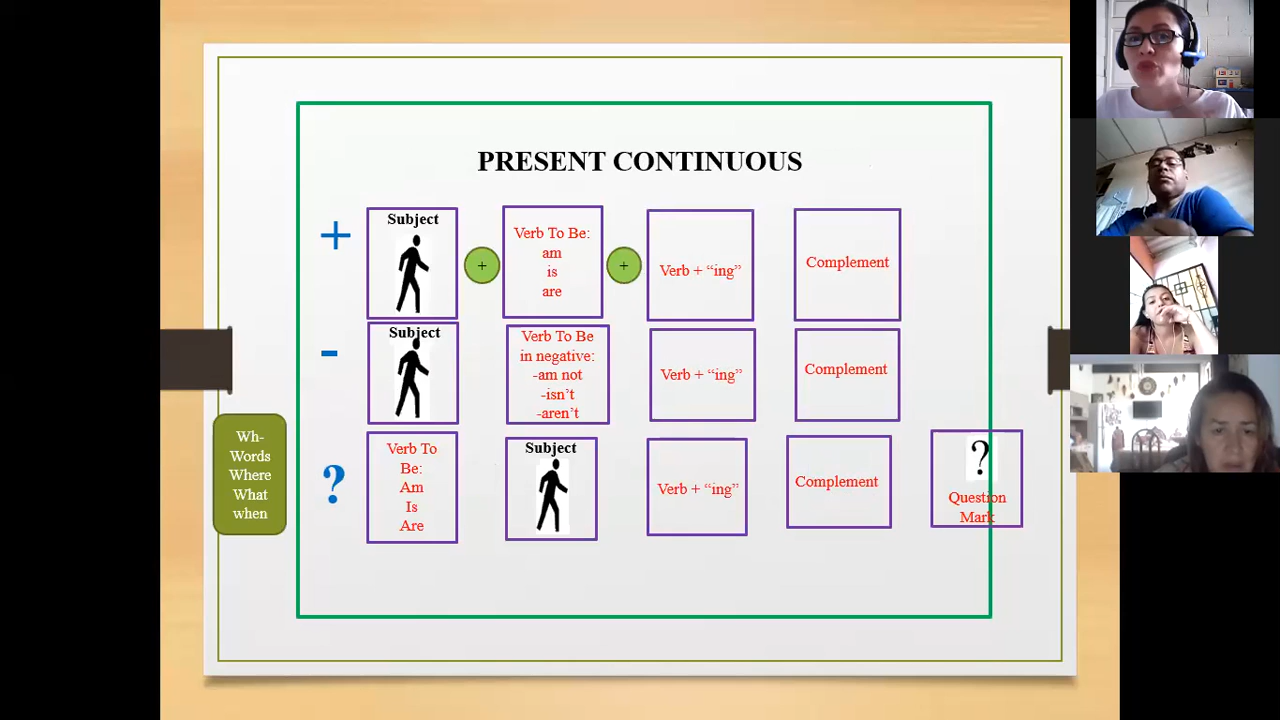 PRESENT CONTINUOUS
+
Subject
+
Verb To Be:
am
is
are
+
Verb + “ing”
Complement
-
Subject
Verb To Be
in negative:
-am not
-isn’t
-aren’t
Verb + “ing”
Complement
Wh-
Words
Where
What
when
?
Verb To
Be:
Am
Is
Are
Subject
Verb + “ing”
Complement
?
Question
Mark